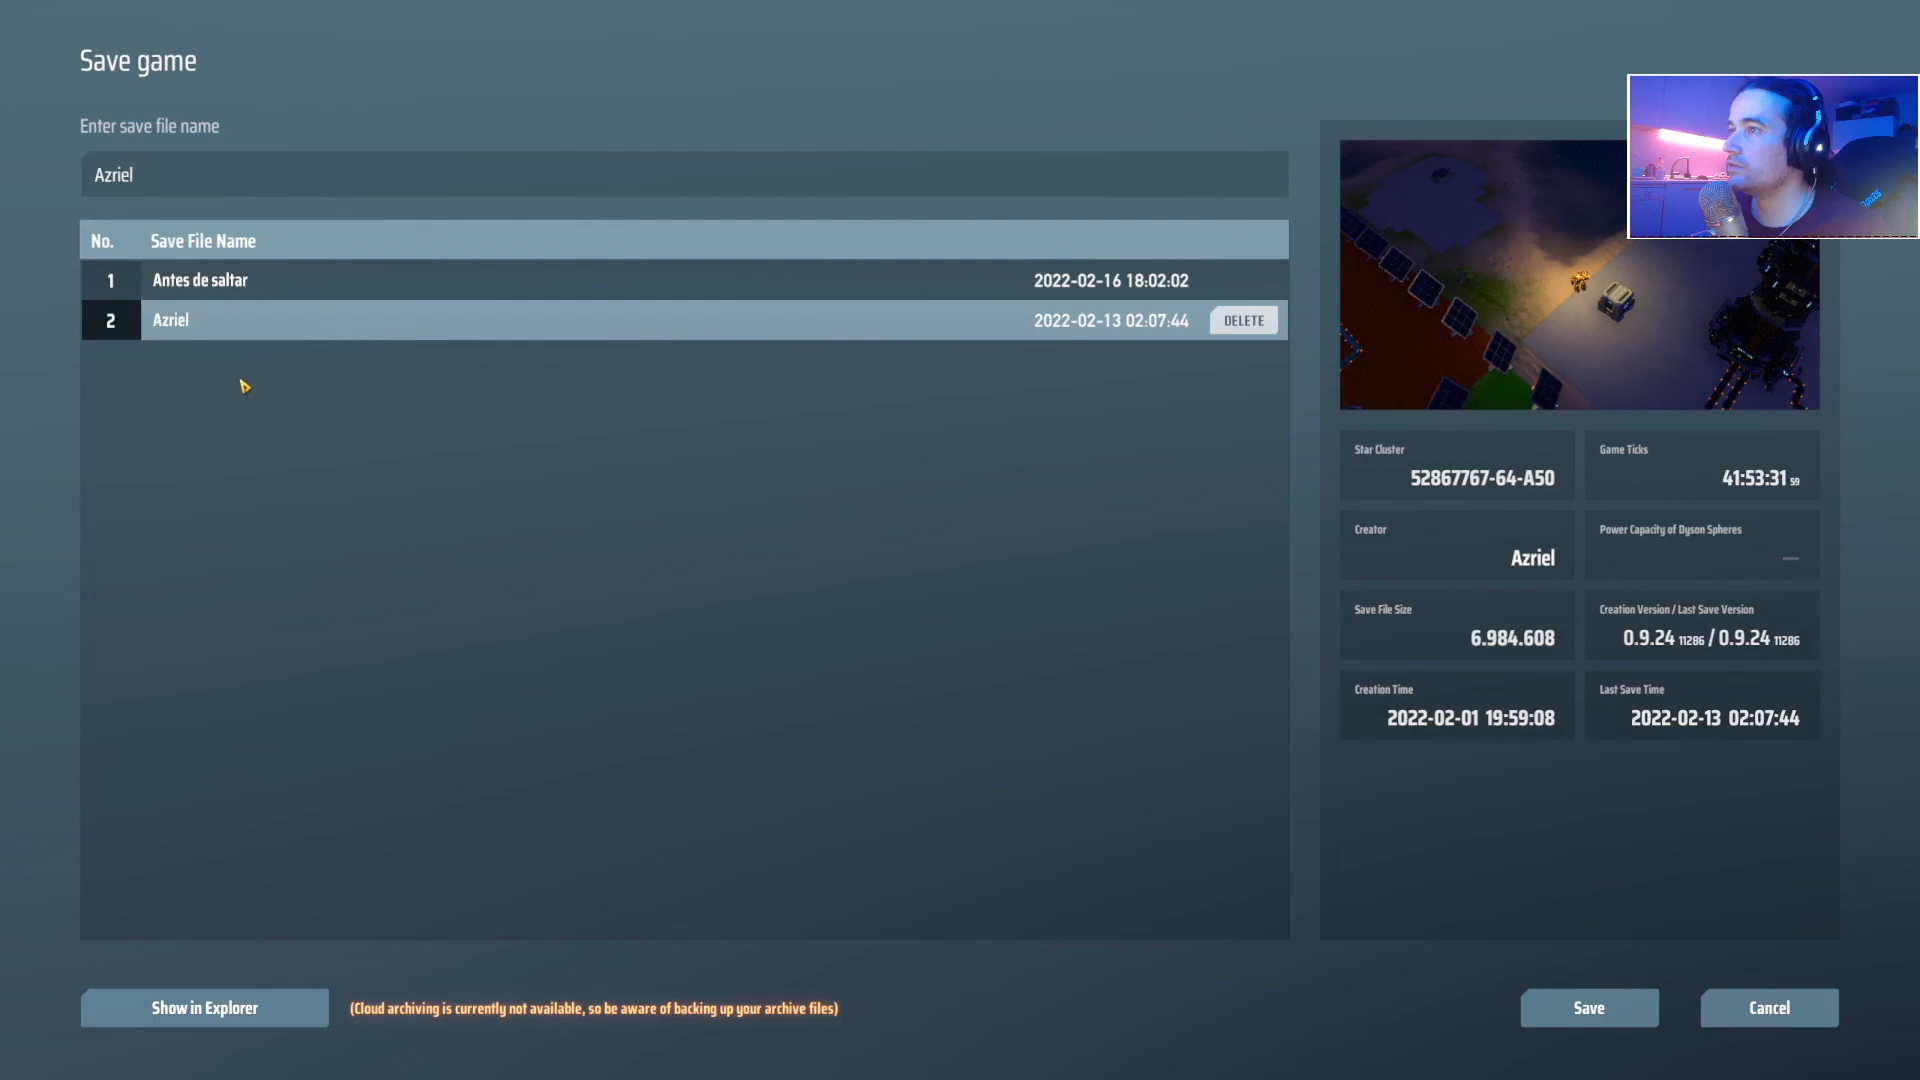 Save game
Enter save file name
Azriel
No. Save File Name
1 Antes de saltar 2022-02-16 18:02:02
2 Azriel 2022-02-13 02:07:44 DELETE
Star Cluster
52867767-64-A50
Game Ticks
41:53:31 59
Creator
Azriel
Power Capacity of Dyson Spheres
—
Save File Size
6.984.608
Creation Version / Last Save Version
0.9.24 11286 / 0.9.24 11286
Creation Time
2022-02-01 19:59:08
Last Save Time
2022-02-13 02:07:44
Show in Explorer
(Cloud archiving is currently not available, so be aware of backing up your archive files)
Save
Cancel